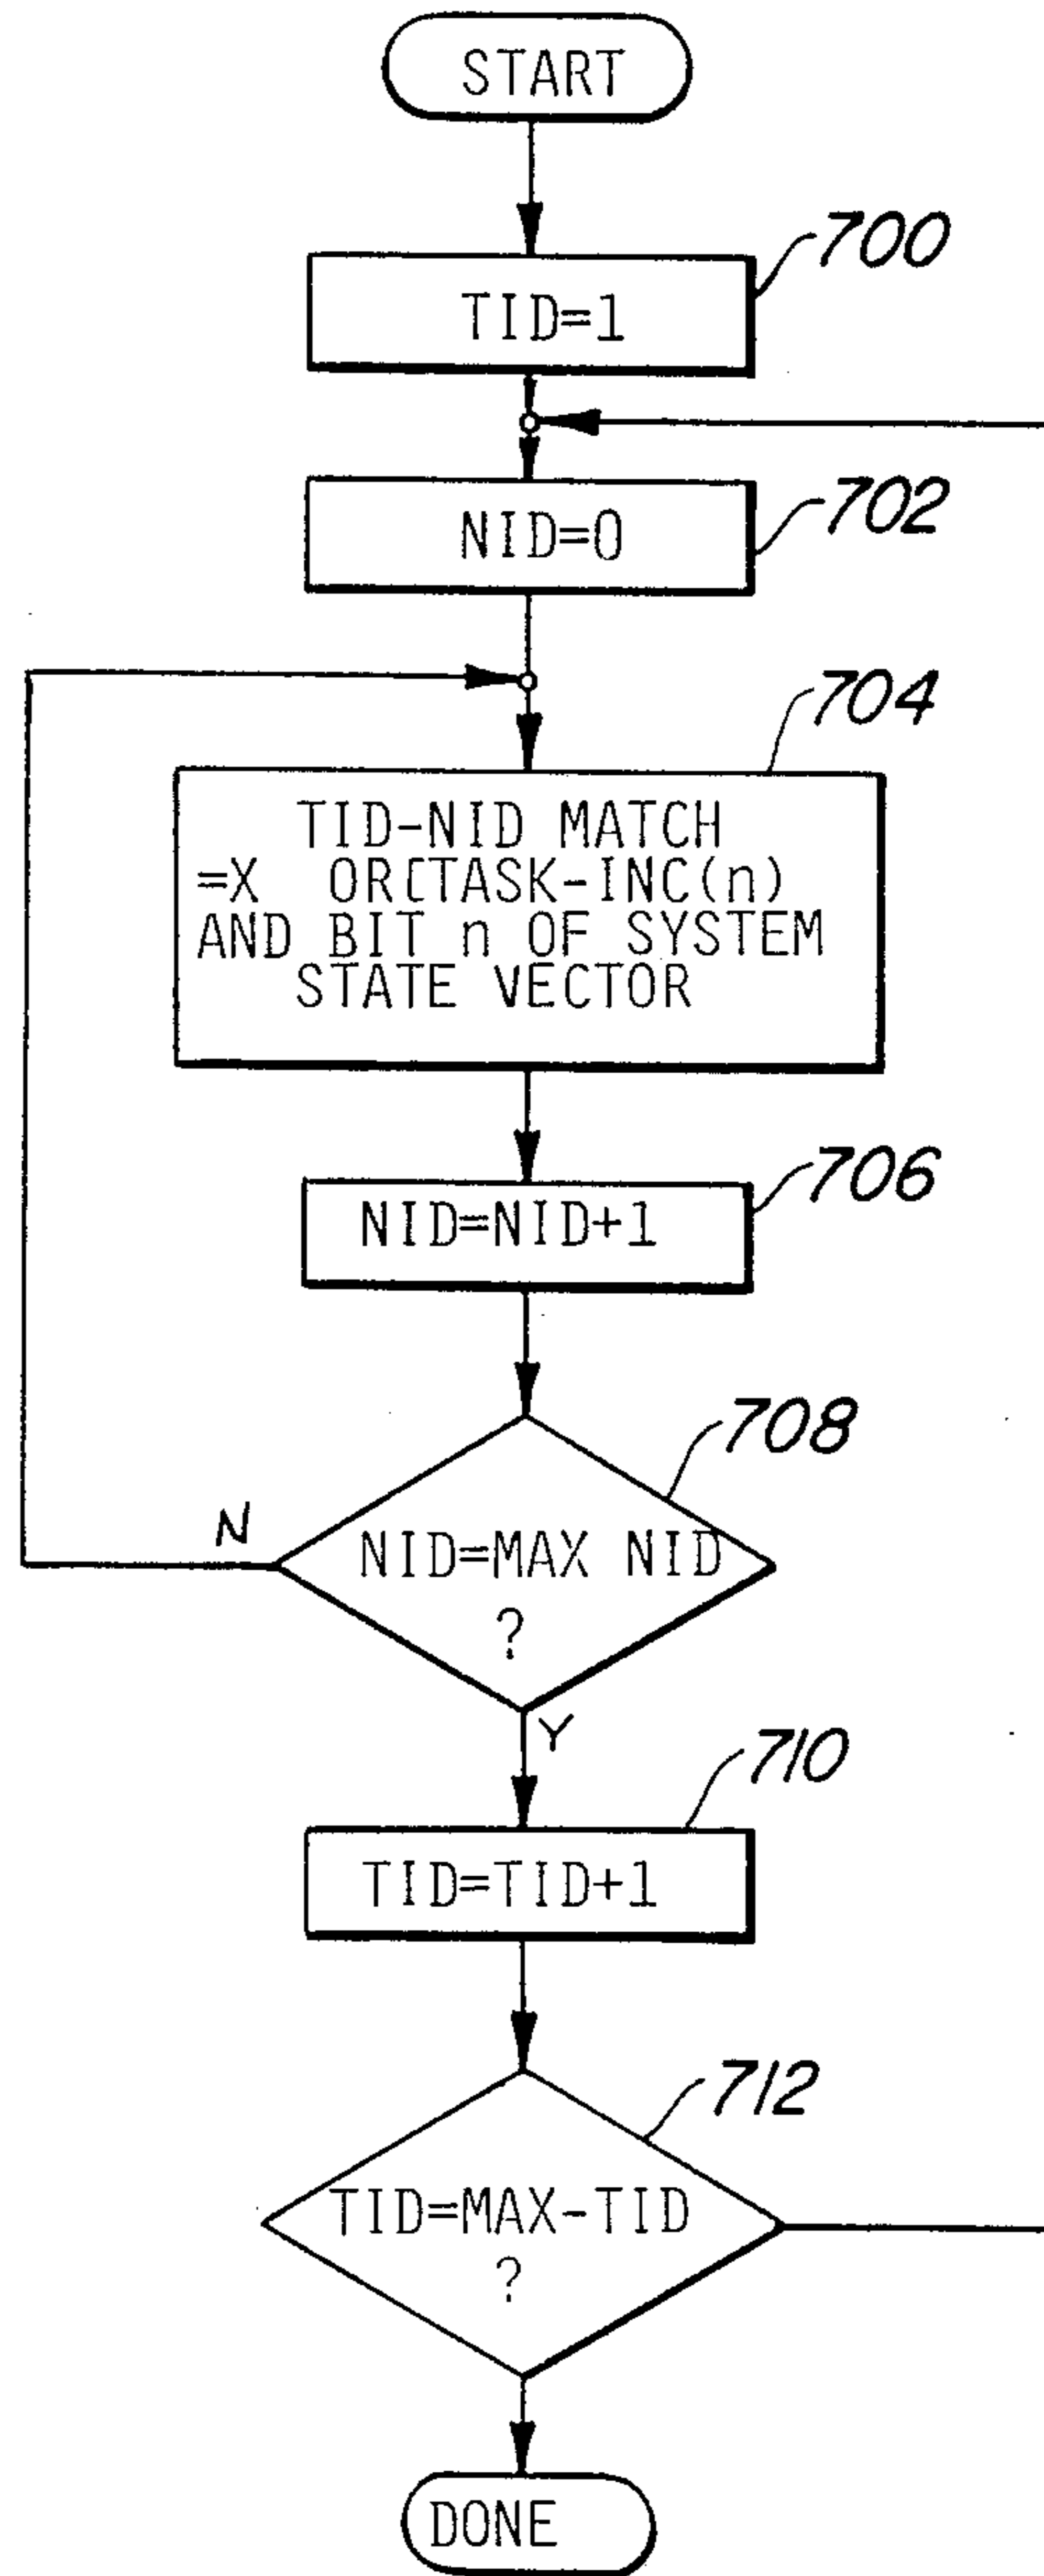 START
700
TID=1
702
NID=0
704
TID-NID MATCH
=X OR[TASK-INC(n)
AND BIT n OF SYSTEM
STATE VECTOR
706
NID=NID+1
708
N
NID=MAX NID
?
Y
710
TID=TID+1
712
TID=MAX-TID
?
DONE